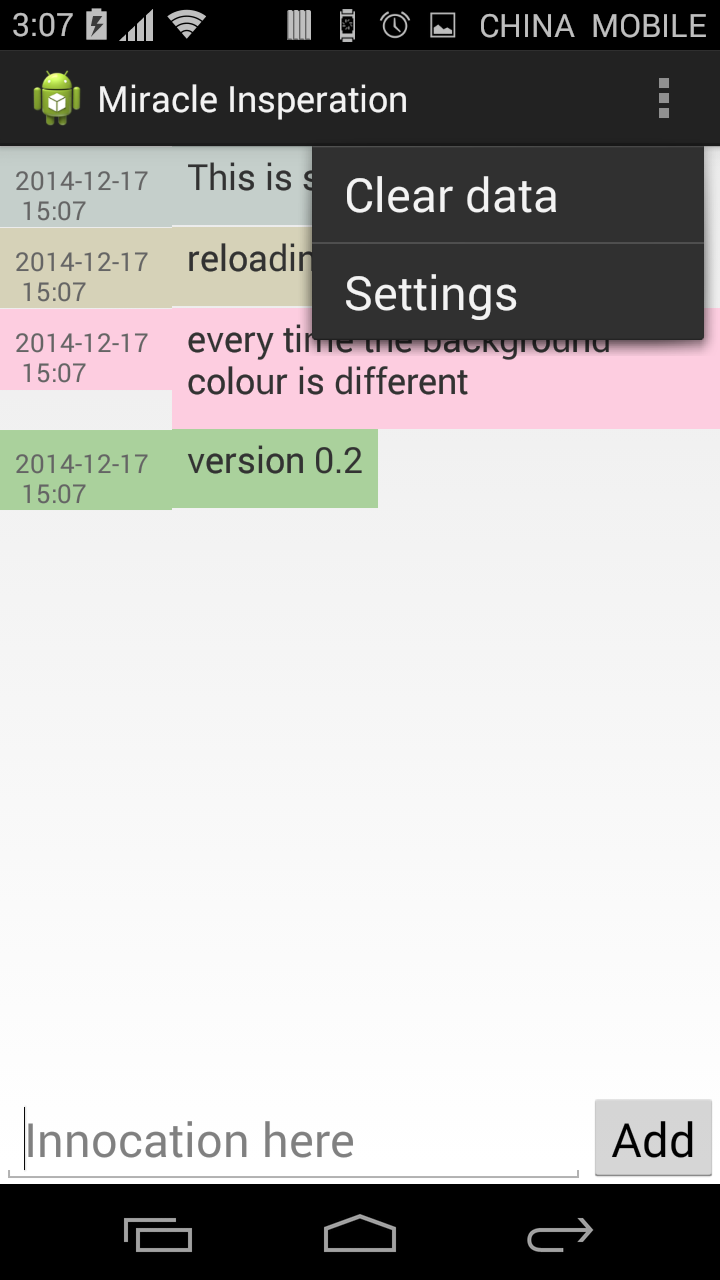 3:07 CHINA MOBILE
Miracle Insperation
Clear data
Settings
2014-12-17
15:07
This is
2014-12-17
15:07
2014-12-17
15:07
every time the background
colour is different
2014-12-17
15:07
version 0.2
Innocation here
Add